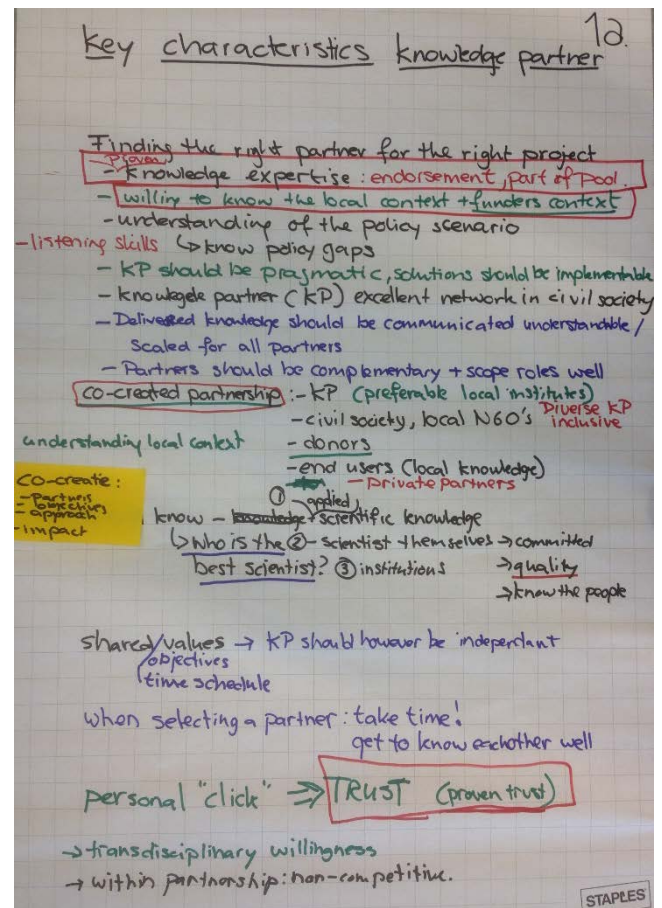 1a.
key characteristics knowledge partner
Finding the right partner for the right project
Proven
- knowledge expertise : endorsement, part of pool.
- willing to know the local context + funders context
- understanding of the policy scenario
- listening skills ↳ know policy gaps
- KP should be pragmatic, solutions should be implementable
- knowlegde partner (KP) excellent network in civil society
- Delivered knowledge should be communicated understandable /
scaled for all partners
- Partners should be complementary + scope roles well
co-created partnership : - KP (preferable local institutes)
- civil society, local NGO's Diverse KP
inclusive
understanding local context - donors
- end users (local knowledge)
- private partners
co-create :
- partners
- objectives
- approach
- impact
① - applied,
know - knowledge + scientific knowledge
↳ who is the ② - scientist themselves → committed
best scientist? ③ institutions → quality
→ know the people
shared/values → KP should however be independant
/objectives
time schedule
when selecting a partner : take time!
get to know eachother well
personal "click" ⇒ TRUST (proven trust)
→ transdisciplinary willingness
→ within partnership : non-competitive.
STAPLES